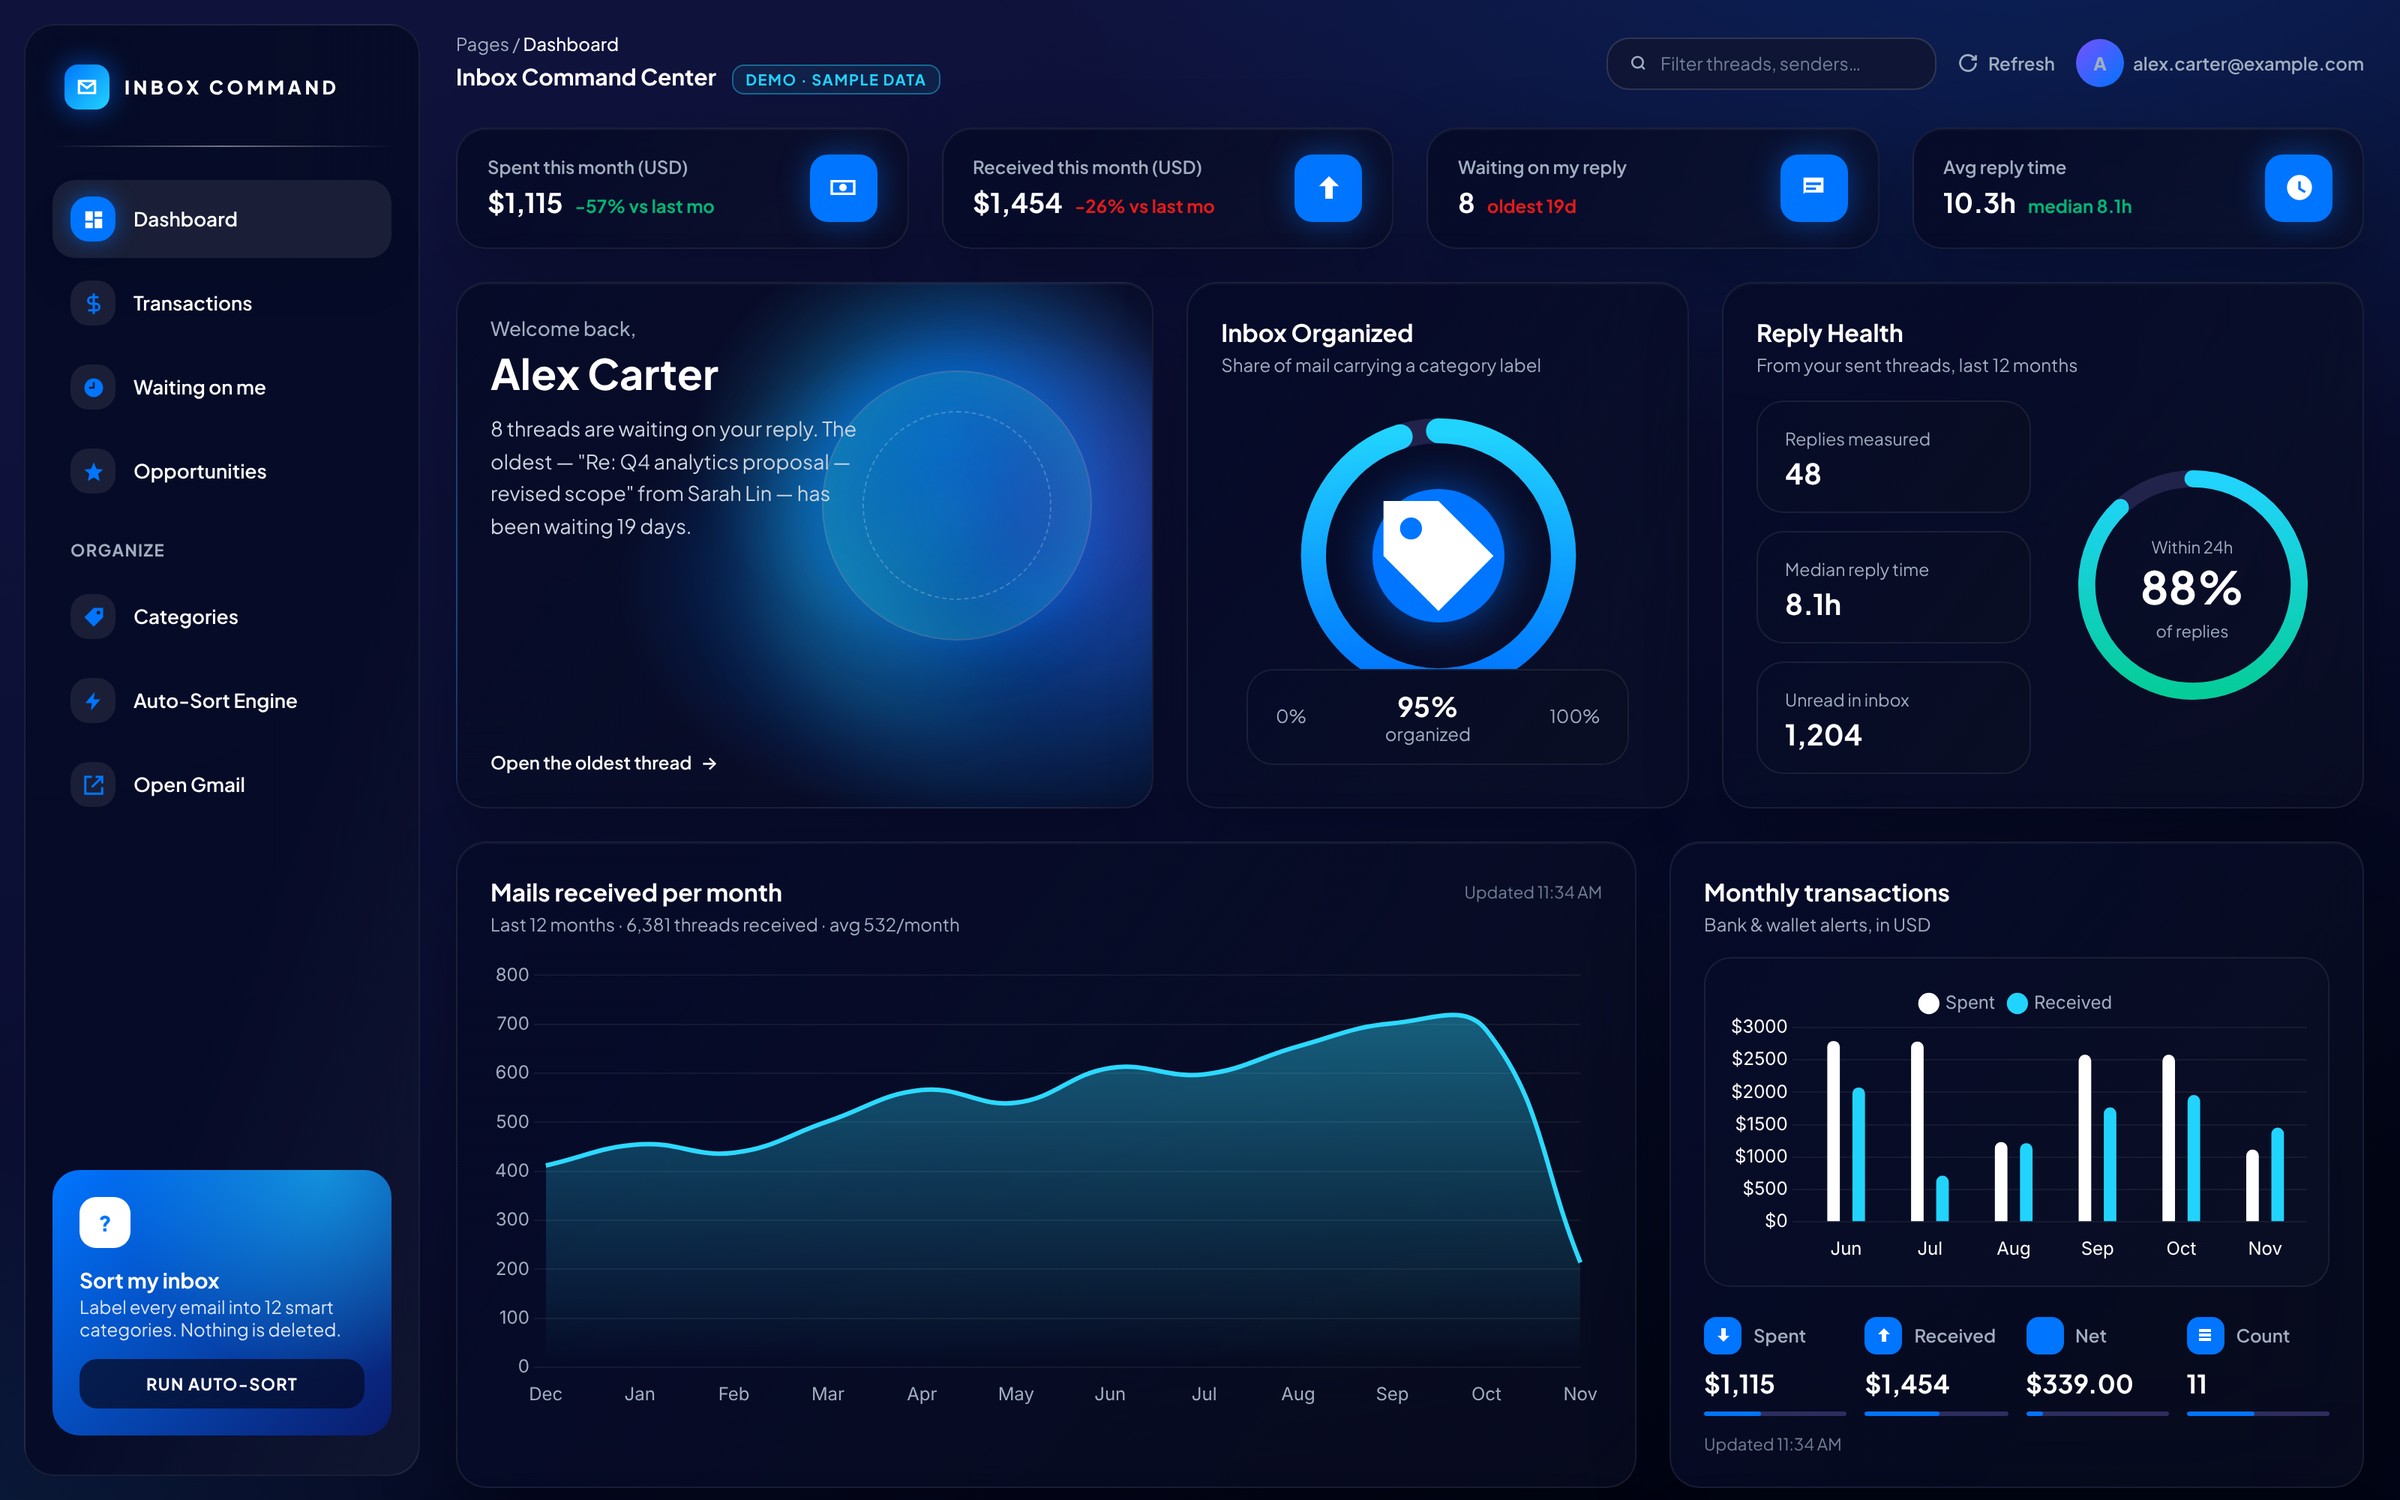 INBOX COMMAND
Dashboard
Transactions
Waiting on me
Opportunities
ORGANIZE
Categories
Auto-Sort Engine
Open Gmail
?
Sort my inbox
Label every email into 12 smart
categories. Nothing is deleted.
RUN AUTO-SORT
Pages / Dashboard
Inbox Command Center
DEMO · SAMPLE DATA
Filter threads, senders...
Refresh
A
alex.carter@example.com
Spent this month (USD)
$1,115 -57% vs last mo
Received this month (USD)
$1,454 -26% vs last mo
Waiting on my reply
8 oldest 19d
Avg reply time
10.3h median 8.1h
Welcome back,
Alex Carter
8 threads are waiting on your reply. The
oldest — "Re: Q4 analytics proposal —
revised scope" from Sarah Lin — has
been waiting 19 days.
Open the oldest thread →
Inbox Organized
Share of mail carrying a category label
0%
95%
organized
100%
Reply Health
From your sent threads, last 12 months
Replies measured
48
Median reply time
8.1h
Unread in inbox
1,204
Within 24h
88%
of replies
Mails received per month
Last 12 months · 6,381 threads received · avg 532/month
Updated 11:34 AM
800
700
600
500
400
300
200
100
0
Dec Jan Feb Mar Apr May Jun Jul Aug Sep Oct Nov
Monthly transactions
Bank & wallet alerts, in USD
Spent Received
$3000
$2500
$2000
$1500
$1000
$500
$0
Jun Jul Aug Sep Oct Nov
Spent Received Net Count
$1,115 $1,454 $339.00 11
Updated 11:34 AM